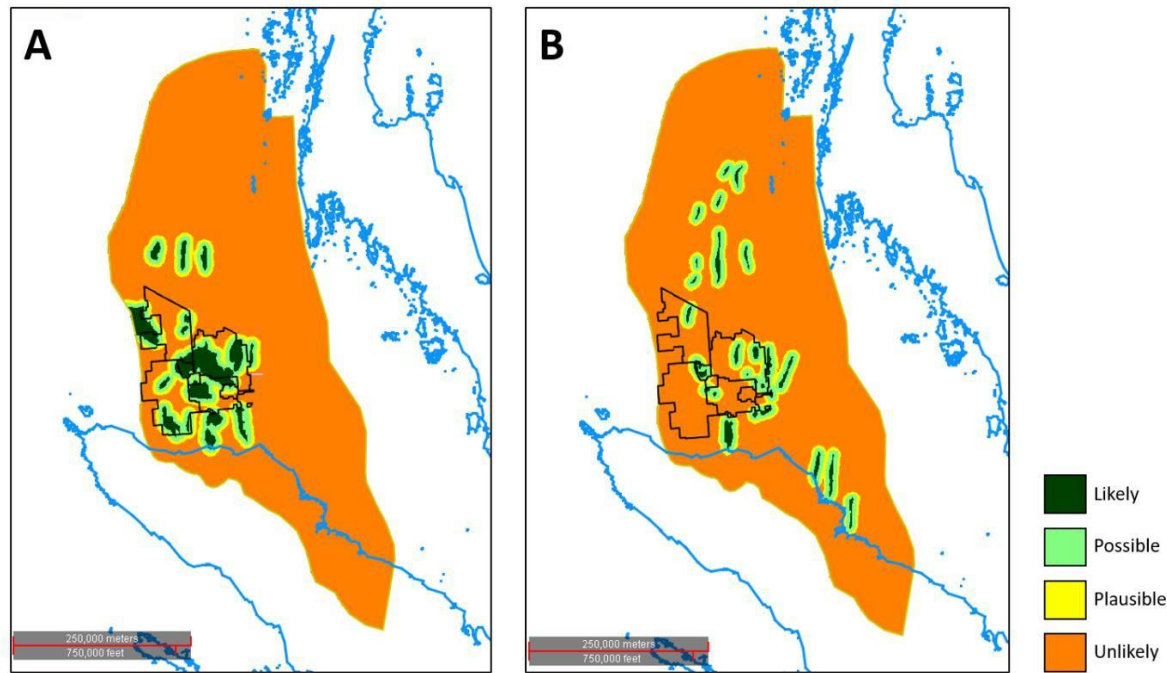 A
B
250,000 meters
750,000 feet
250,000 meters
750,000 feet
Likely
Possible
Plausible
Unlikely